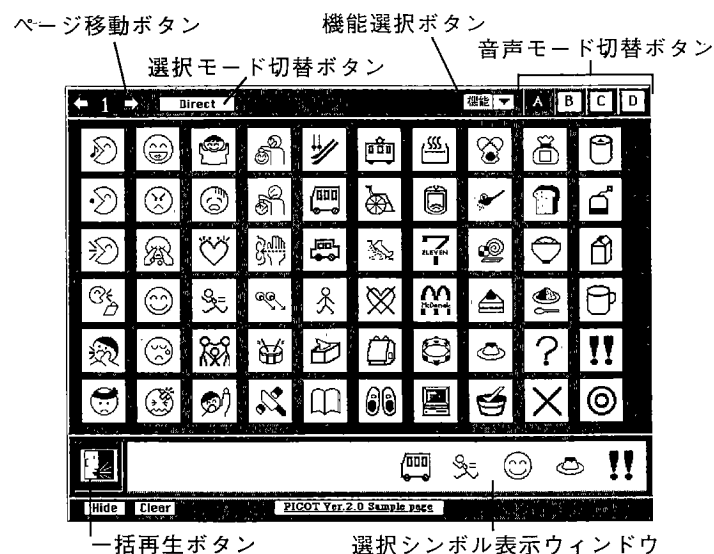 ページ移動ボタン
機能選択ボタン
選択モード切替ボタン
音声モード切替ボタン
1 Direct 機能 A B C D
7
ELEVEN
McDonals
?
!!
!!
Hide Clear PICOT Ver.2.0 Sample page
一括再生ボタン
選択シンボル表示ウィンドウ